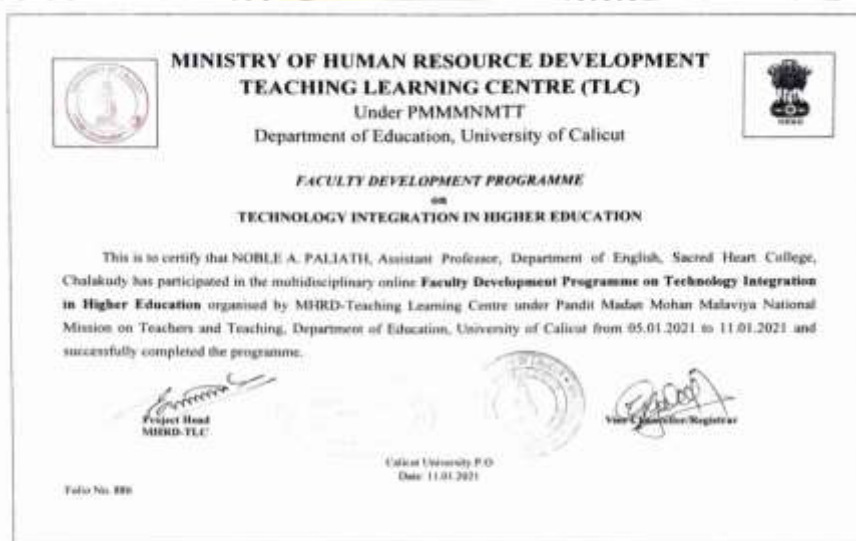 MINISTRY OF HUMAN RESOURCE DEVELOPMENT
TEACHING LEARNING CENTRE (TLC)
Under PMMMNMTT
Department of Education, University of Calicut
FACULTY DEVELOPMENT PROGRAMME
on
TECHNOLOGY INTEGRATION IN HIGHER EDUCATION
This is to certify that NOBLE A. PALIATH, Assistant Professor, Department of English, Sacred Heart College,
Chalakudy has participated in the multidisciplinary online Faculty Development Programme on Technology Integration
in Higher Education organised by MHRD-Teaching Learning Centre under Pandit Madan Mohan Malaviya National
Mission on Teachers and Teaching, Department of Education, University of Calicut from 05.01.2021 to 11.01.2021 and
successfully completed the programme.
Project Head
MHRD-TLC
Vice Chancellor/Registrar
Calicut University P.O
Date: 11.01.2021
Folio No. 886